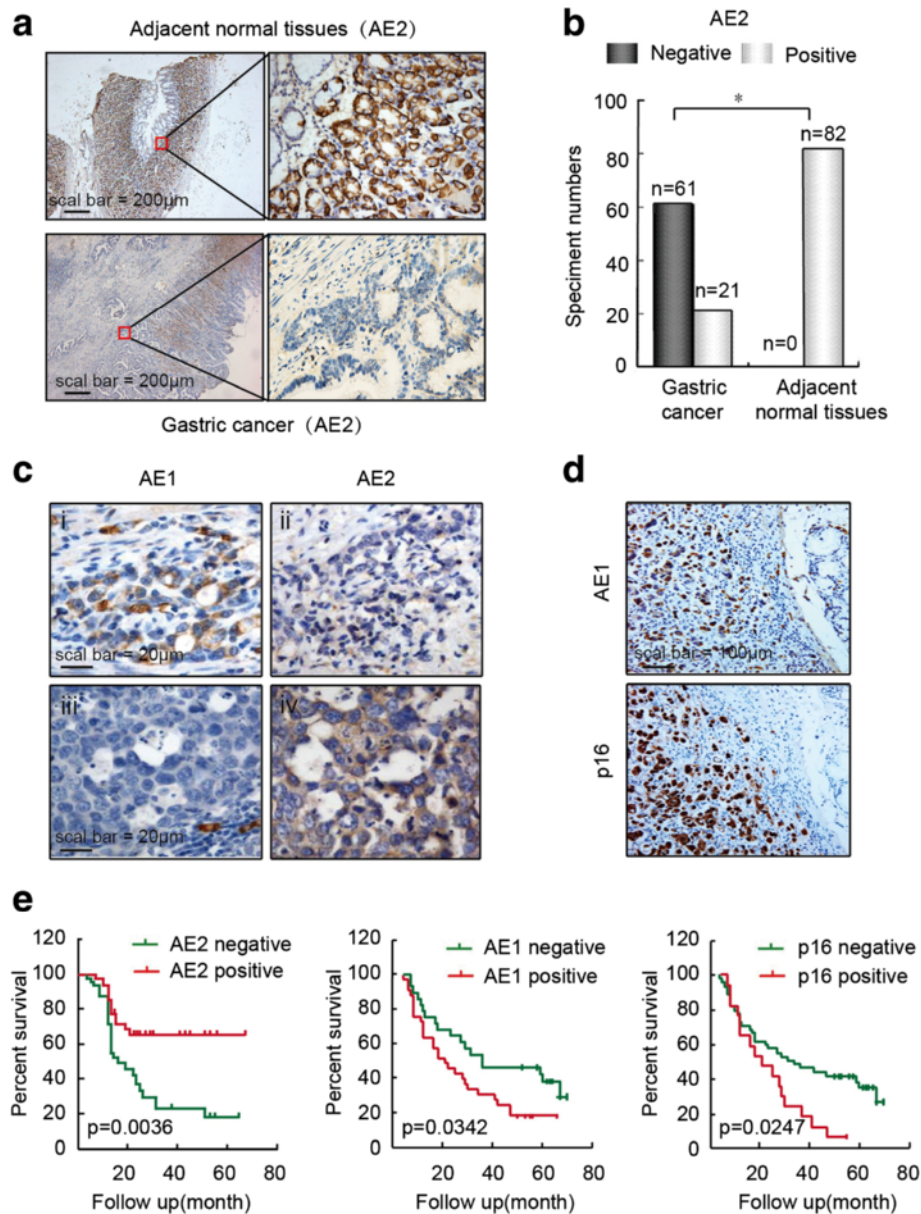 a
Adjacent normal tissues (AE2)
scal bar = 200μm
scal bar = 200μm
Gastric cancer (AE2)
b
AE2
Negative
Positive
Speciment numbers
100
80
60
40
20
0
*
n=61
n=21
n=0
n=82
Gastric
cancer
Adjacent
normal tissues
c
AE1
AE2
i
scal bar = 20μm
ii
iii
scal bar = 20μm
iv
d
AE1
scal bar = 100μm
p16
e
Percent survival
120
100
80
60
40
20
0
AE2 negative
AE2 positive
p=0.0036
20
40
60
80
Follow up(month)
Percent survival
120
100
80
60
40
20
0
AE1 negative
AE1 positive
p=0.0342
20
40
60
80
Follow up(month)
Percent survival
120
100
80
60
40
20
0
p16 negative
p16 positive
p=0.0247
20
40
60
80
Follow up(month)